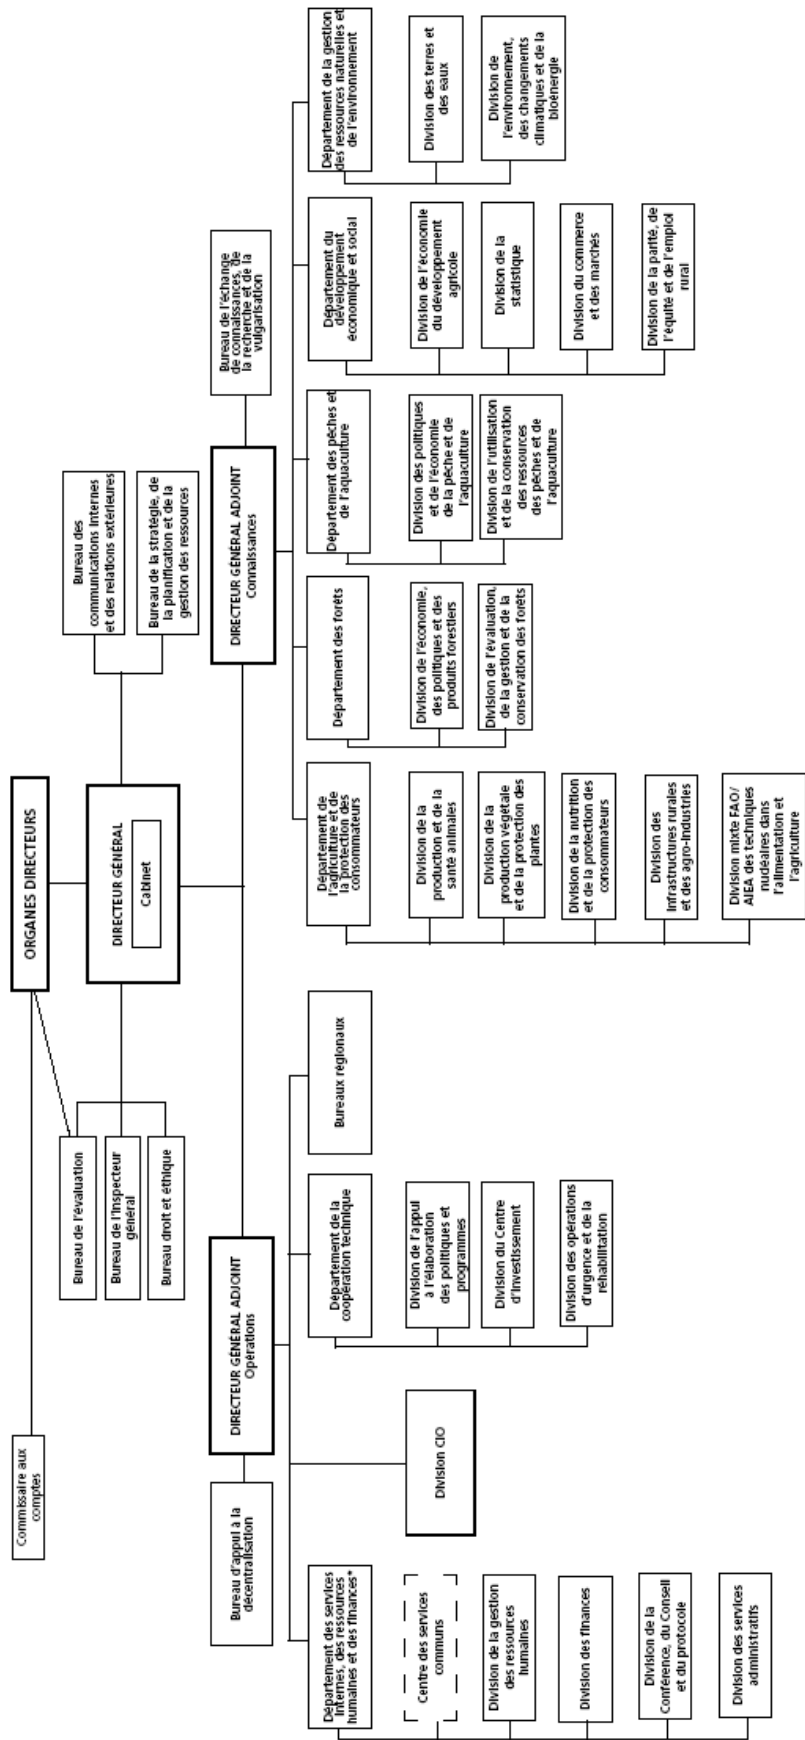 ORGANES DIRECTEURS
Commissaire aux
comptes
DIRECTEUR GÉNÉRAL
Cabinet
Bureau de l'évaluation
Bureau de l'Inspecteur
général
Bureau droit et éthique
Bureau des
communications internes
et des relations extérieures
Bureau de la stratégie, de
la planification et de la
gestion des ressources
DIRECTEUR GÉNÉRAL ADJOINT
Opérations
Bureau d'appui à la
décentralisation
DIRECTEUR GÉNÉRAL ADJOINT
Connaissances
Bureau de l'échange
de connaissances, de
la recherche et de la
vulgarisation
Département des services
internes, des ressources
humaines et des finances*
Centre des services
communs
Division de la gestion
des ressources
humaines
Division des finances
Division de la
Conférence, du Conseil
et du protocole
Division des services
administratifs
Division CIO
Département de la
coopération technique
Division de l'appui
à l'élaboration
des politiques et
programmes
Division du Centre
d'investissement
Division des opérations
d'urgence et de la
réhabilitation
Bureaux régionaux
Département de
l'agriculture et de
la protection des
consommateurs
Division de la
production et de la
santé animales
Division de la
production végétale
et de la protection des
plantes
Division de la nutrition
et de la protection des
consommateurs
Division des
infrastructures rurales
et des agro-industries
Division mixte FAO/
AIEA des techniques
nucléaires dans
l'alimentation et
l'agriculture
Département des forêts
Division de l'économie,
des politiques et des
produits forestiers
Division de l'évaluation,
de la gestion et de la
conservation des forêts
Département des pêches et
de l'aquaculture
Division des politiques
et de l'économie
de la pêche et de
l'aquaculture
Division de l'utilisation
et de la conservation
des ressources
des pêches et de
l'aquaculture
Département du
développement
économique et social
Division de l'économie
du développement
agricole
Division de la
statistique
Division du commerce
et des marchés
Division de la parité, de
l'équité et de l'emploi
rural
Département de la gestion
des ressources naturelles et
de l'environnement
Division des terres et
des eaux
Division de
l'environnement,
des changements
climatiques et de la
bioénergie